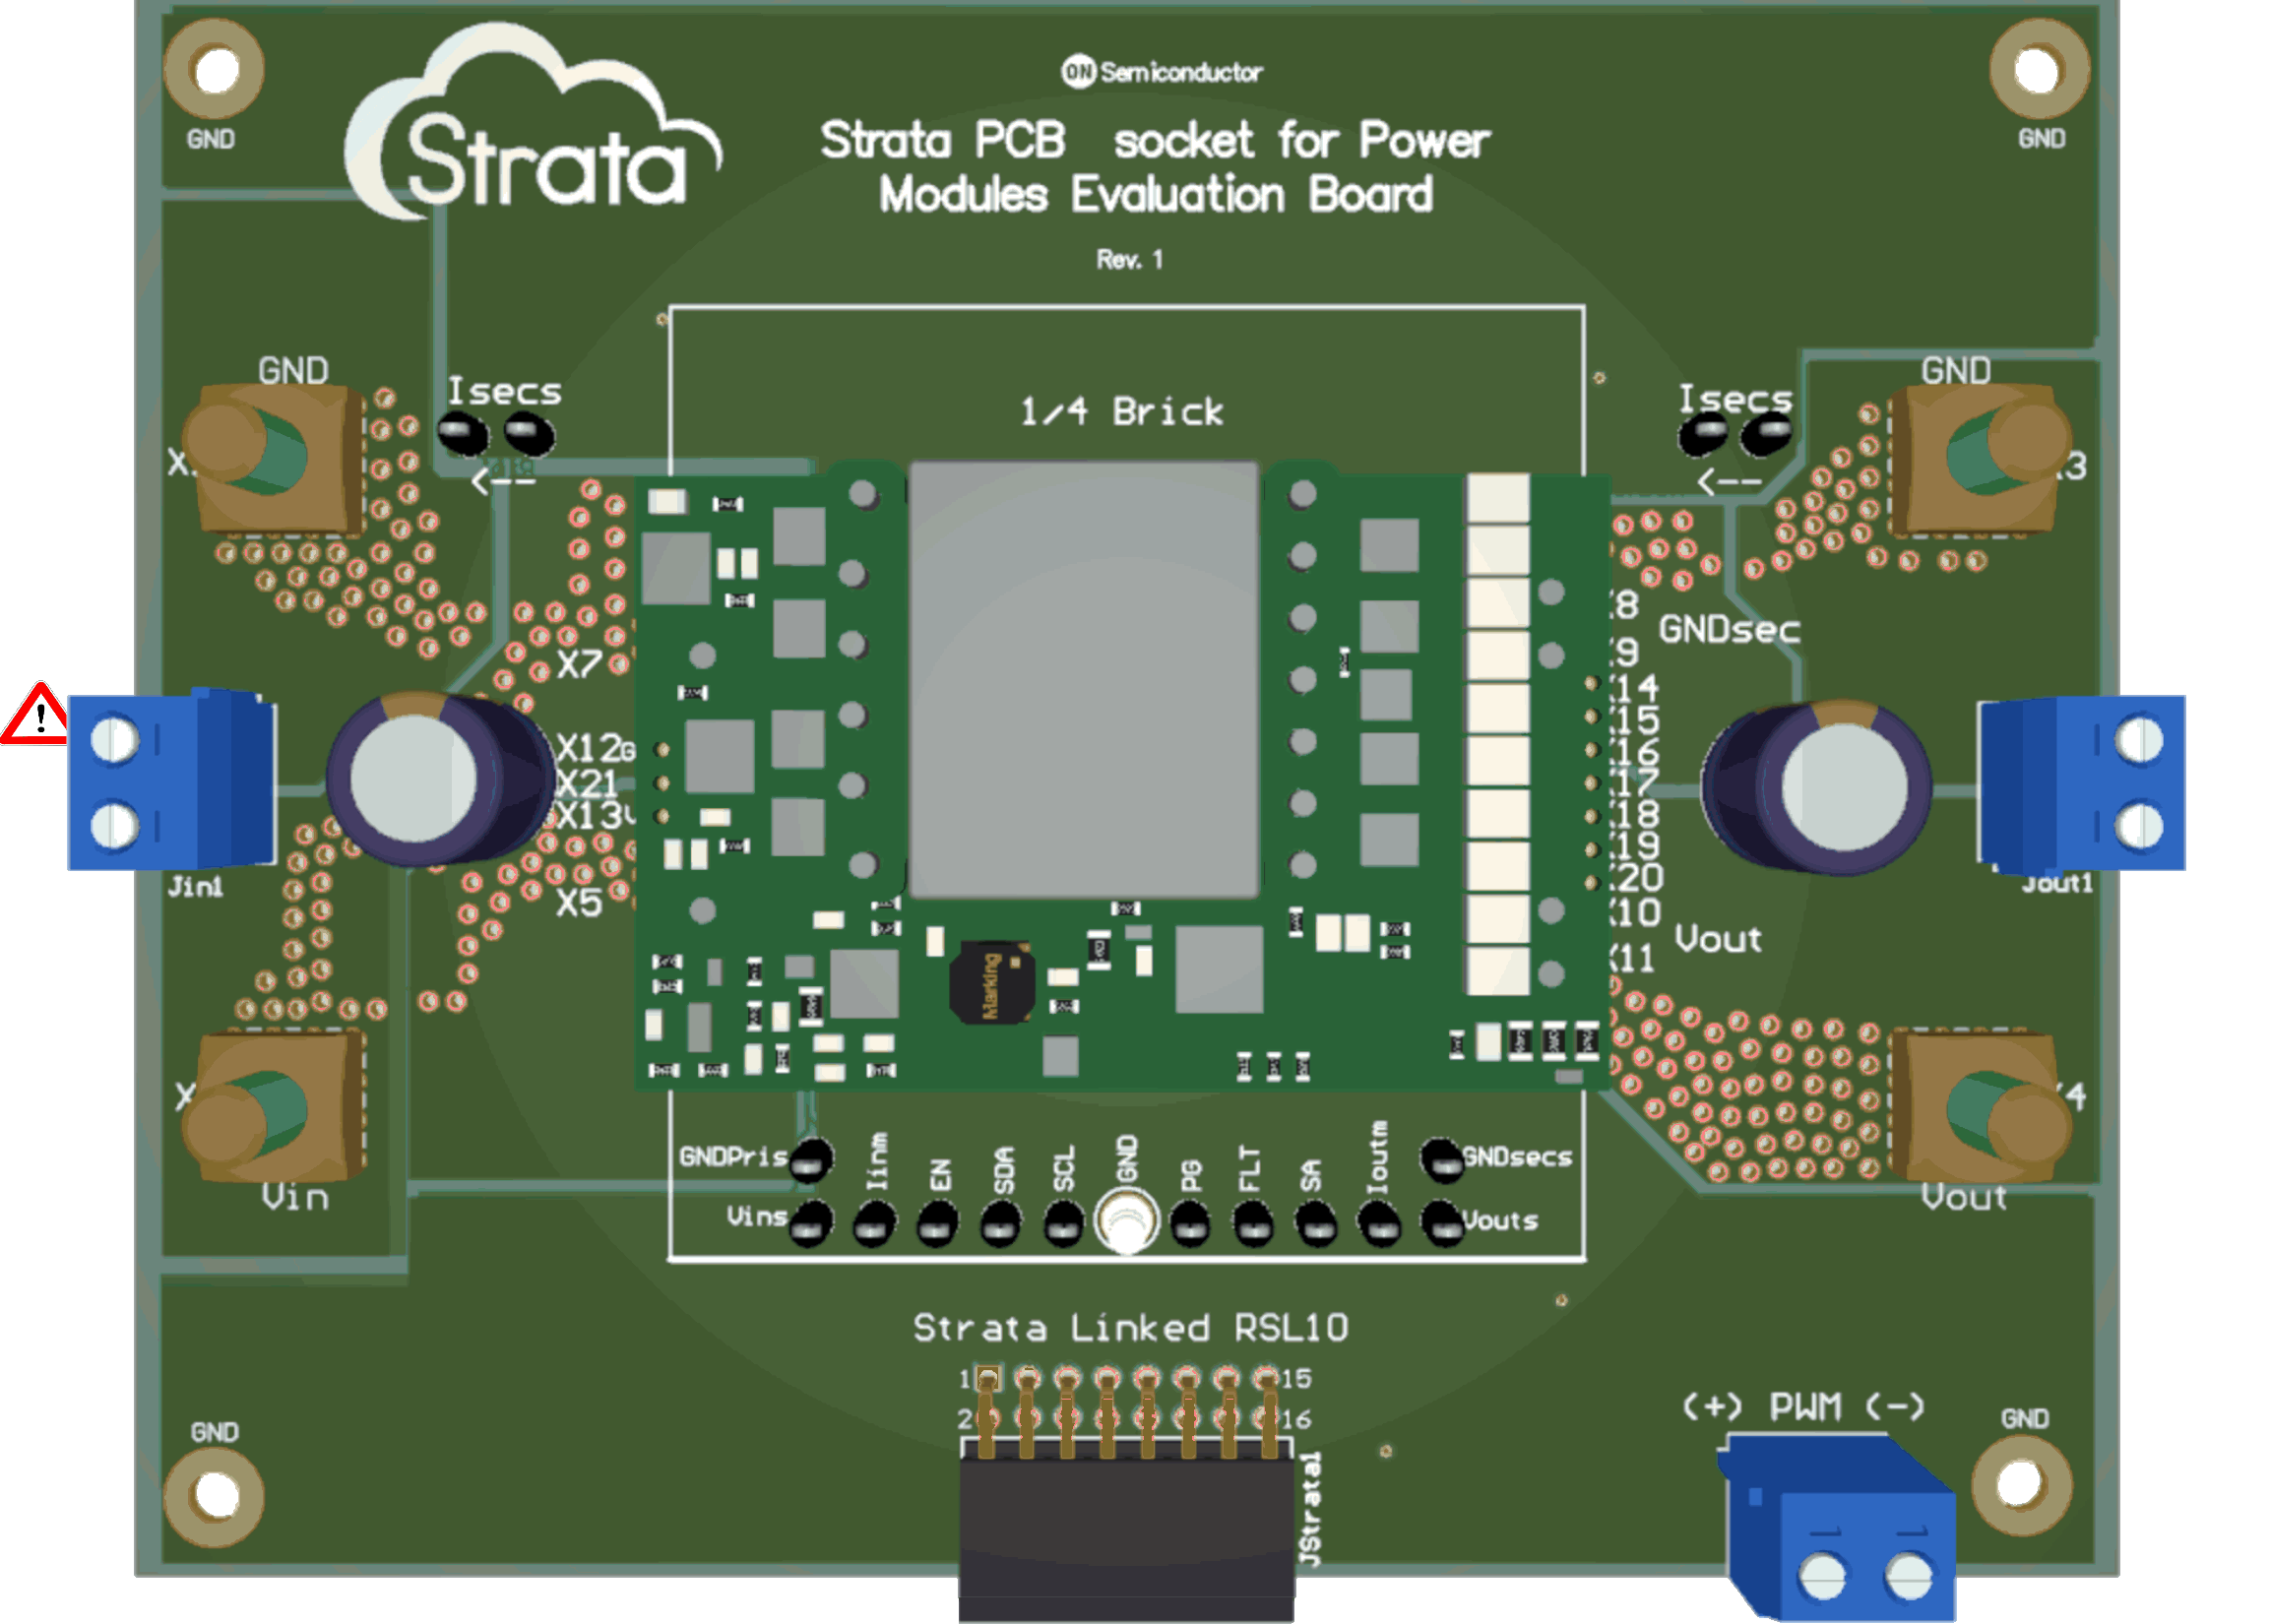 Strata
ON Semiconductor
Strata PCB socket for Power
Modules Evaluation Board
Rev. 1
GND
GND
GND
GND
Isecs
Isecs
<--
<--
1/4 Brick
X3
X8
GNDsec
X9
X7
X14
X15
X12
X16
X21
X17
X13
X18
X19
X20
Jin1
Jout1
X5
X10
Vout
X11
Marking
X4
Vin
Vout
GNDPris
Iinm
EN
SDA
SCL
GND
PG
FLT
SA
Ioutm
GNDsecs
Vins
Vouts
Strata Linked RSL10
1
15
2
16
JStrata1
(+) PWM (-)
GND
GND